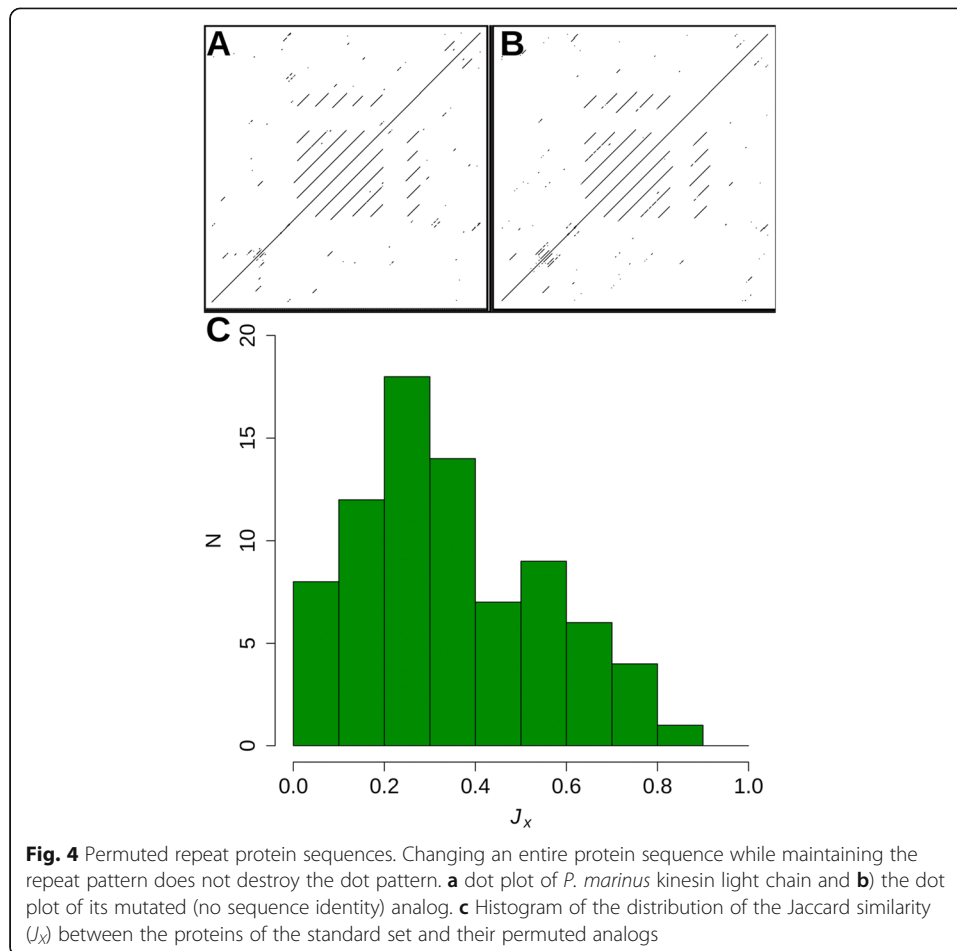 A
B
C
20
15
10
5
0
N
0.0 0.2 0.4 0.6 0.8 1.0
Jx
Fig. 4 Permuted repeat protein sequences. Changing an entire protein sequence while maintaining the
repeat pattern does not destroy the dot pattern. a dot plot of P. marinus kinesin light chain and b) the dot
plot of its mutated (no sequence identity) analog. c Histogram of the distribution of the Jaccard similarity
(JX) between the proteins of the standard set and their permuted analogs